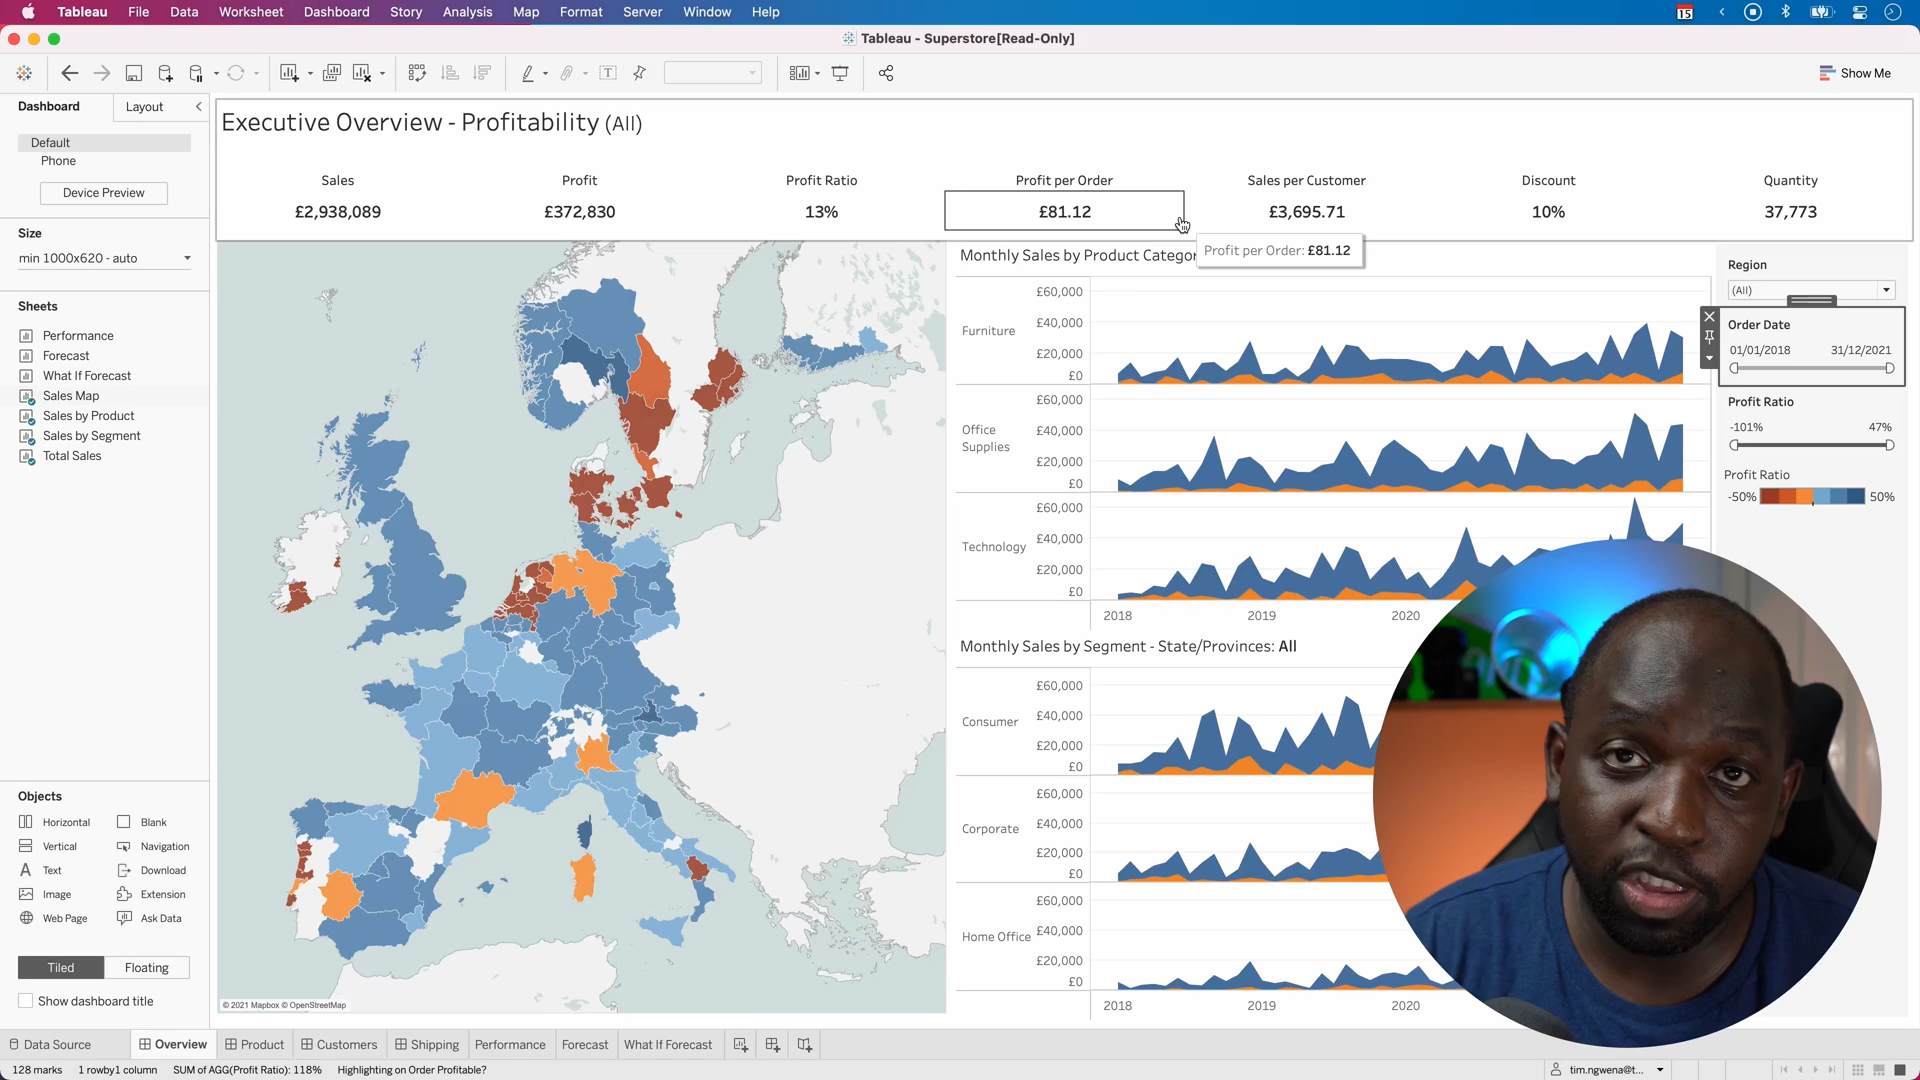 Tableau File Data Worksheet Dashboard Story Analysis Map Format Server Window Help
15
Tableau - Superstore[Read-Only]
Show Me
Dashboard Layout
Default
Phone
Device Preview
Size
min 1000x620 - auto
Sheets
Performance
Forecast
What If Forecast
Sales Map
Sales by Product
Sales by Segment
Total Sales
Objects
Horizontal Blank
Vertical Navigation
Text Download
Image Extension
Web Page Ask Data
Tiled Floating
Show dashboard title
Executive Overview - Profitability (All)
Sales Profit Profit Ratio Profit per Order Sales per Customer Discount Quantity
£2,938,089 £372,830 13% £81.12 £3,695.71 10% 37,773
Profit per Order: £81.12
© 2021 Mapbox © OpenStreetMap
Monthly Sales by Product Categor
Furniture
£60,000
£40,000
£20,000
£0
Office
Supplies
£60,000
£40,000
£20,000
£0
Technology
£60,000
£40,000
£20,000
£0
2018 2019 2020
Monthly Sales by Segment - State/Provinces: All
Consumer
£60,000
£40,000
£20,000
£0
Corporate
£60,000
£40,000
£20,000
£0
Home Office
£60,000
£40,000
£20,000
£0
2018 2019 2020
Region
(All)
Order Date
01/01/2018 31/12/2021
Profit Ratio
-101% 47%
Profit Ratio
-50% 50%
Data Source Overview Product Customers Shipping Performance Forecast What If Forecast
128 marks 1 rowby1 column SUM of AGG(Profit Ratio): 118% Highlighting on Order Profitable?
tim.ngwena@t...